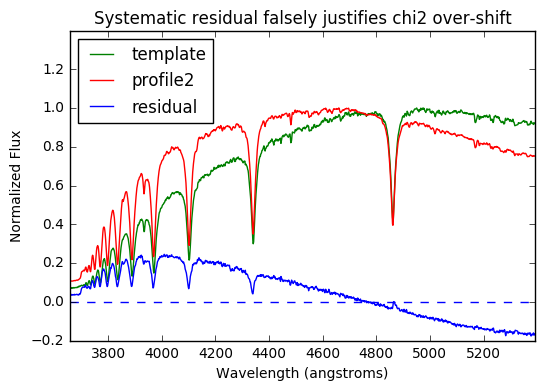 Systematic residual falsely justifies chi2 over-shift
template
profile2
residual
Normalized Flux
1.2
1.0
0.8
0.6
0.4
0.2
0.0
−0.2
3800 4000 4200 4400 4600 4800 5000 5200
Wavelength (angstroms)